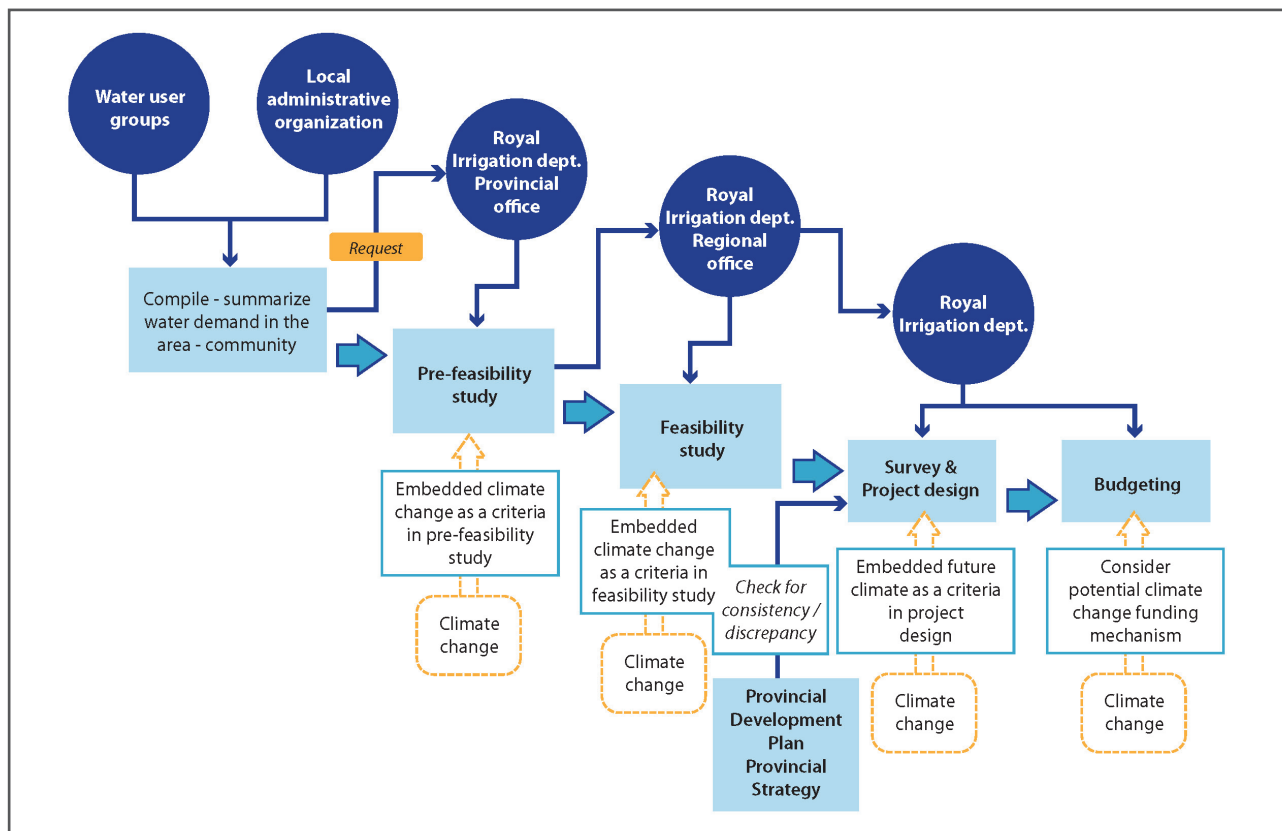 Water user
groups
Local
administrative
organization
Royal
Irrigation dept.
Provincial
office
Royal
Irrigation dept.
Regional
office
Royal
Irrigation dept.
Request
Compile - summarize
water demand in the
area - community
Pre-feasibility
study
Feasibility
study
Survey &
Project design
Budgeting
Embedded climate
change as a criteria
in pre-feasibility
study
Embedded
climate change
as a criteria in
feasibility study
Check for
consistency /
discrepancy
Embedded future
climate as a criteria
in project
design
Consider
potential climate
change funding
mechanism
Climate
change
Climate
change
Provincial
Development
Plan
Provincial
Strategy
Climate
change
Climate
change